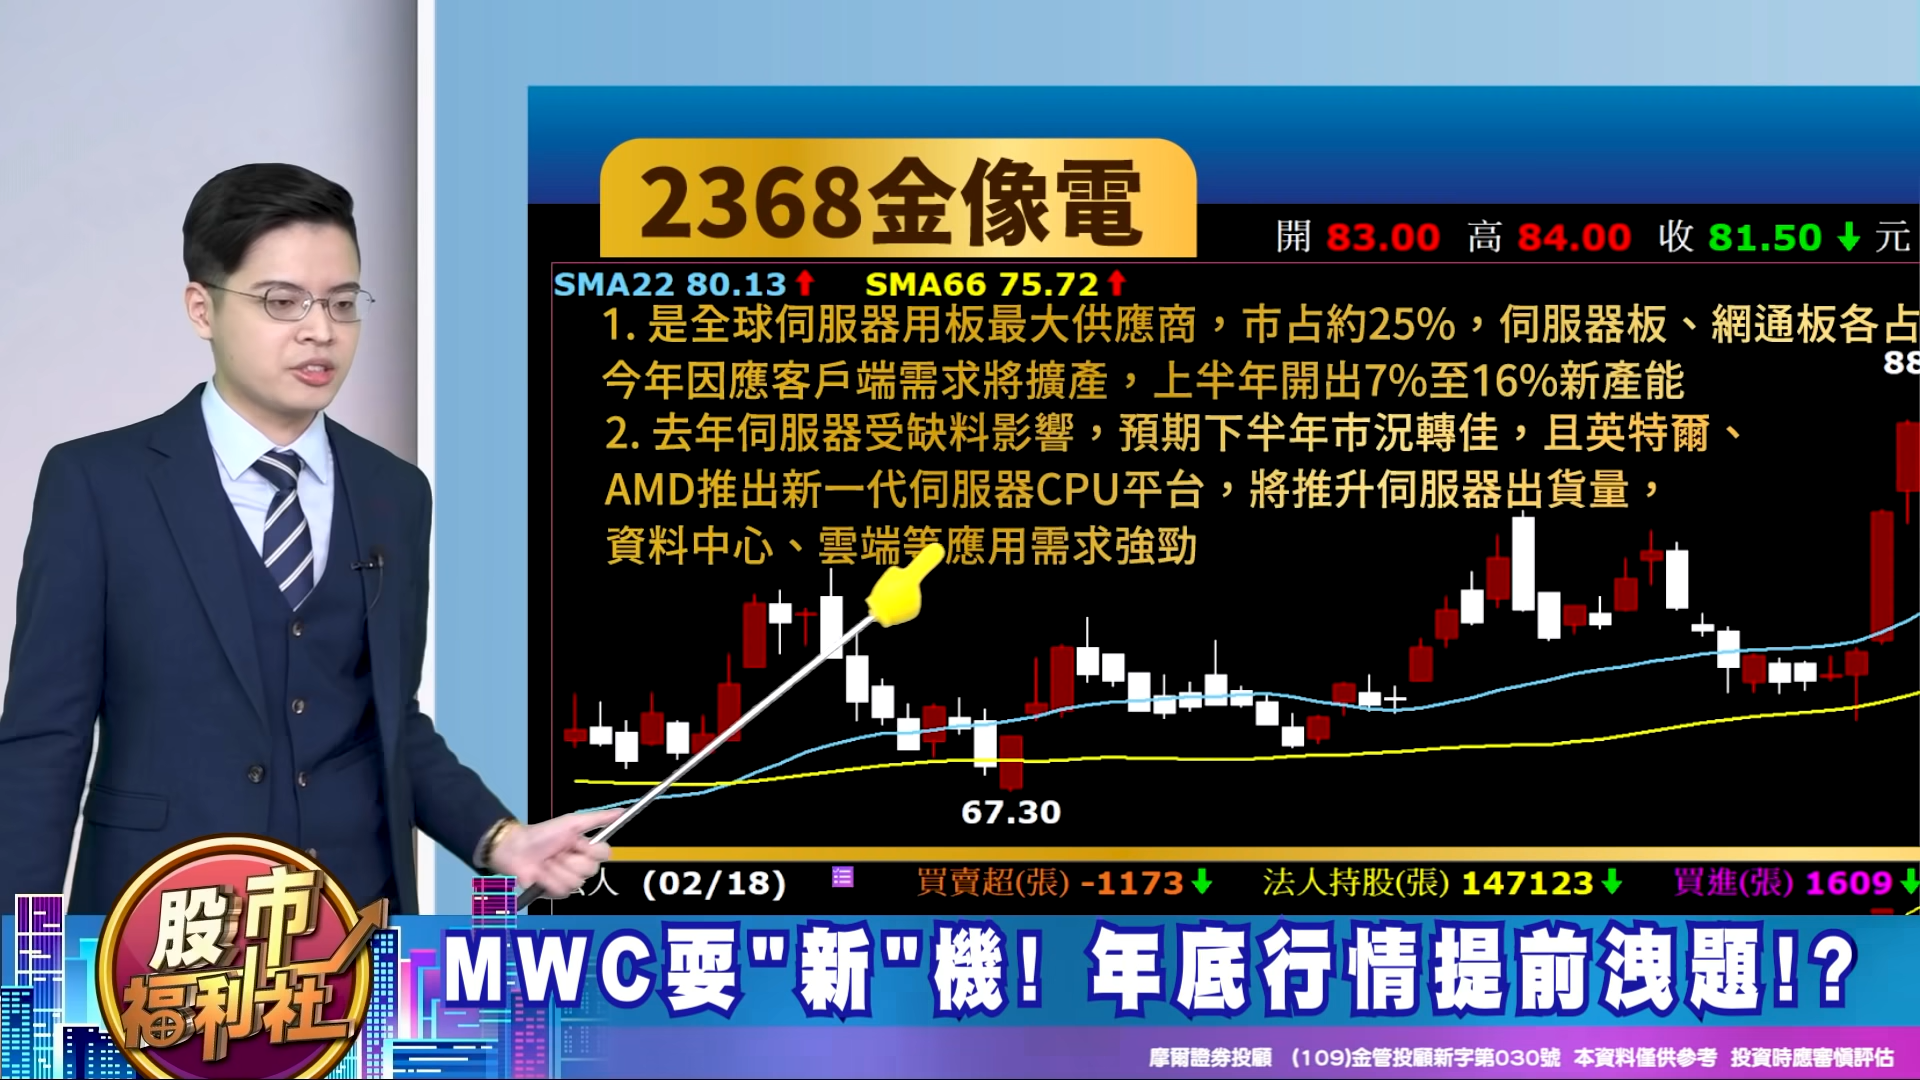 2368金像電
開 83.00 高 84.00 收 81.50 元
SMA22 80.13 SMA66 75.72
1. 是全球伺服器用板最大供應商，市占約25%，伺服器板、網通板各占
88
今年因應客戶端需求將擴產，上半年開出7%至16%新產能
2. 去年伺服器受缺料影響，預期下半年市況轉佳，且英特爾、
AMD推出新一代伺服器CPU平台，將推升伺服器出貨量，
資料中心、雲端等應用需求強勁
67.30
人 (02/18) 買賣超(張) -1173 法人持股(張) 147123 買進(張) 1609
股市
福利社
MWC耍"新"機! 年底行情提前洩題!?
摩爾證券投顧 (109)金管投顧新字第030號 本資料僅供參考 投資時應審慎評估